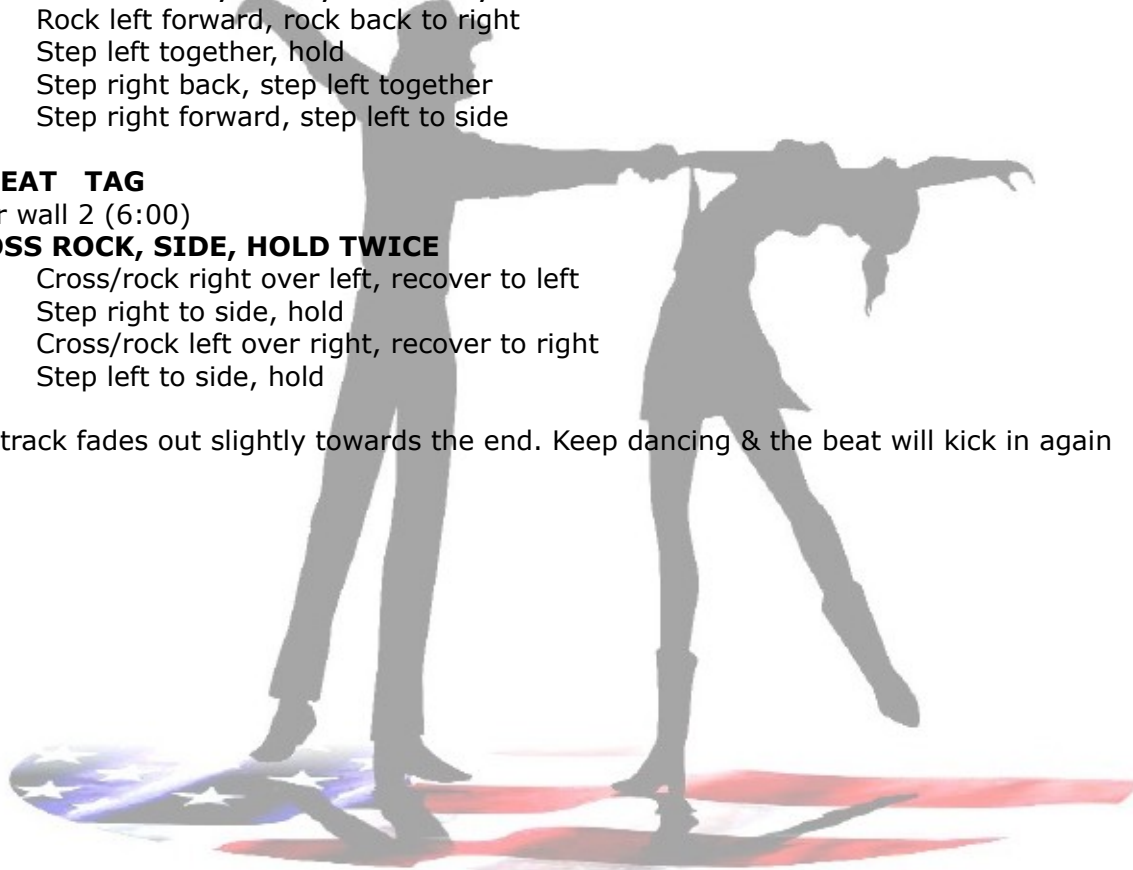 Rock left forward, rock back to right
Step left together, hold
Step right back, step left together
Step right forward, step left to side
EAT TAG
r wall 2 (6:00)
OSS ROCK, SIDE, HOLD TWICE
Cross/rock right over left, recover to left
Step right to side, hold
Cross/rock left over right, recover to right
Step left to side, hold
track fades out slightly towards the end. Keep dancing & the beat will kick in again